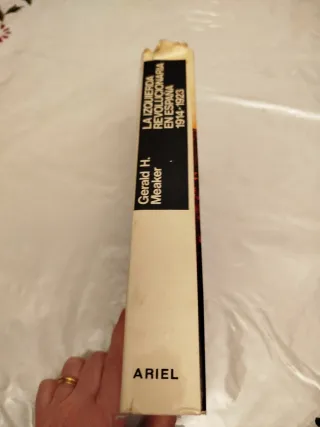 LA IZQUIERDA
REVOLUCIONARIA
EN ESPAÑA
1914-1923
Gerald H.
Meaker
ARIEL